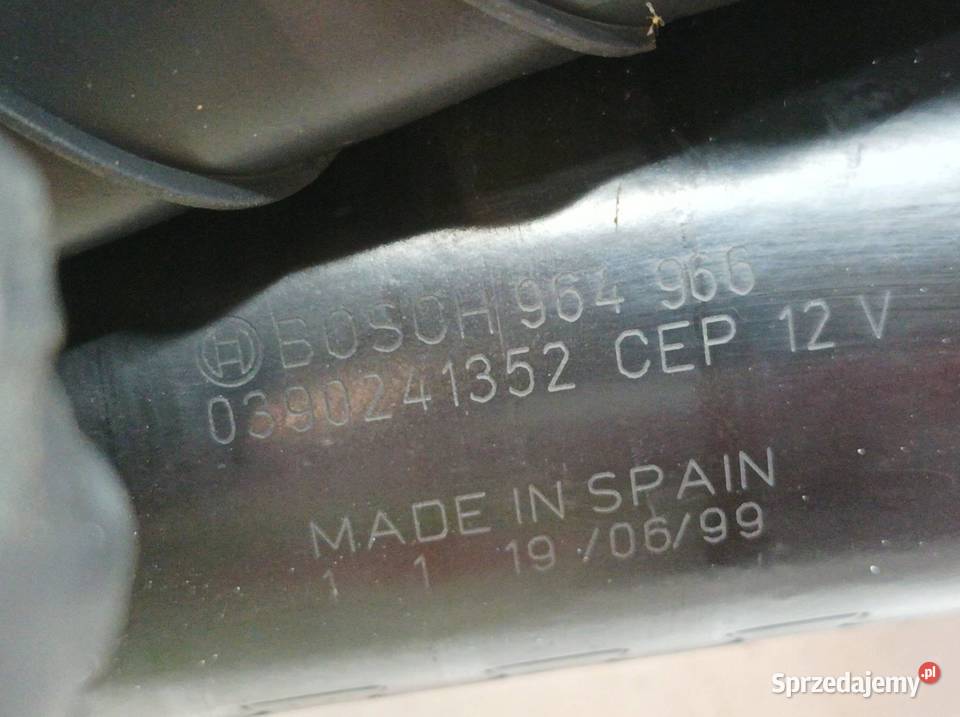 BOSCH 964 966
0390241352 CEP 12 V
MADE IN SPAIN
1 1 19/06/99
Sprzedajemy.pl